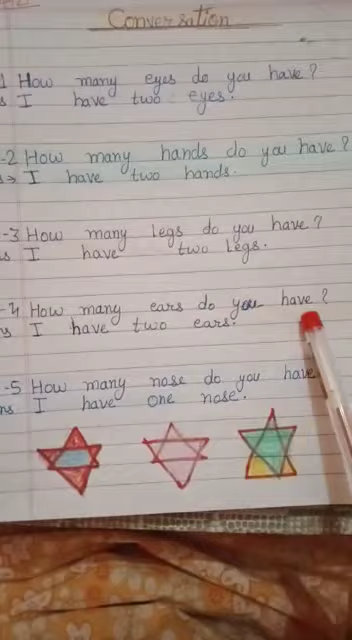 Conversation
1 How many eyes do you have?
s I have two eyes.
-2 How many hands do you have?
s→ I have two hands.
-3 How many legs do you have?
s I have two legs.
-4 How many ears do you have?
s I have two ears.
-5 How many nose do you have
ns I have one nose.